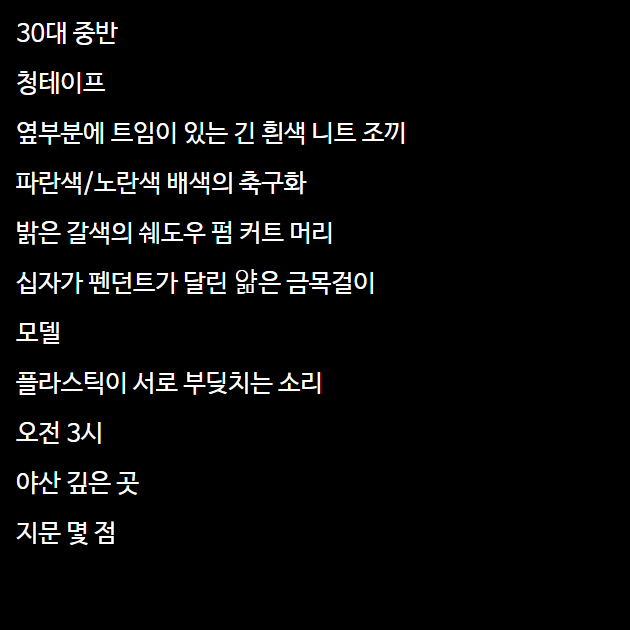 30대 중반
청테이프
옆부분에 트임이 있는 긴 흰색 니트 조끼
파란색/노란색 배색의 축구화
밝은 갈색의 쉐도우 펌 커트 머리
십자가 펜던트가 달린 얇은 금목걸이
모델
플라스틱이 서로 부딪치는 소리
오전 3시
야산 깊은 곳
지문 몇 점